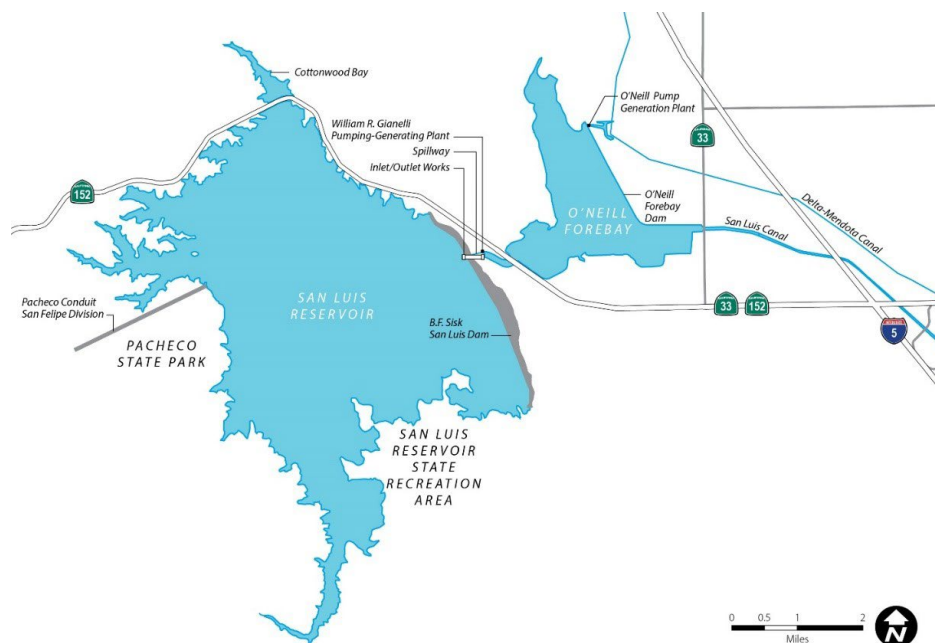 Cottonwood Bay
O'Neill Pump
Generation Plant
William R. Gianelli
Pumping-Generating Plant
Spillway
Inlet/Outlet Works
33
152
O'Neill
Forebay
Dam
O'NEILL
FOREBAY
Delta-Mendota Canal
San Luis Canal
Pacheco Conduit
San Felipe Division
SAN LUIS
RESERVOIR
B.F. Sisk
San Luis Dam
33
152
5
PACHECO
STATE PARK
SAN LUIS
RESERVOIR
STATE
RECREATION
AREA
0 0.5 1 2
Miles
N